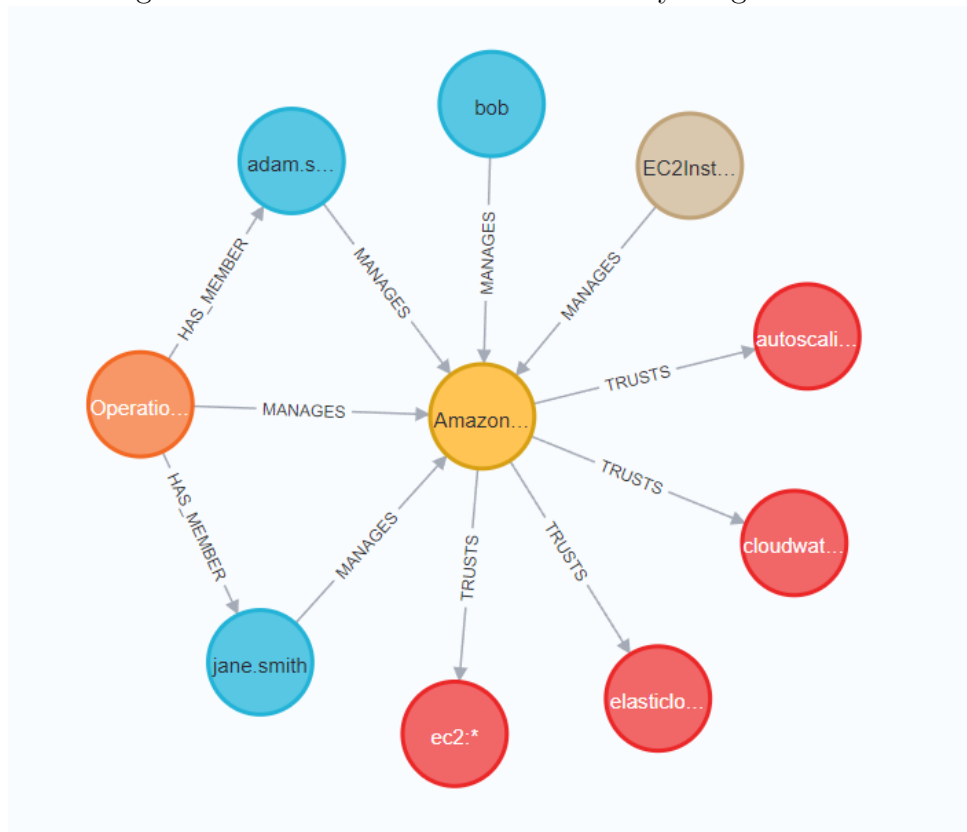 bob
adam.s...
EC2Inst...
HAS_MEMBER
MANAGES
MANAGES
MANAGES
autoscali...
TRUSTS
Operatio...
MANAGES
Amazon...
TRUSTS
HAS_MEMBER
MANAGES
TRUSTS
TRUSTS
cloudwat...
jane.smith
elasticlo...
ec2:*